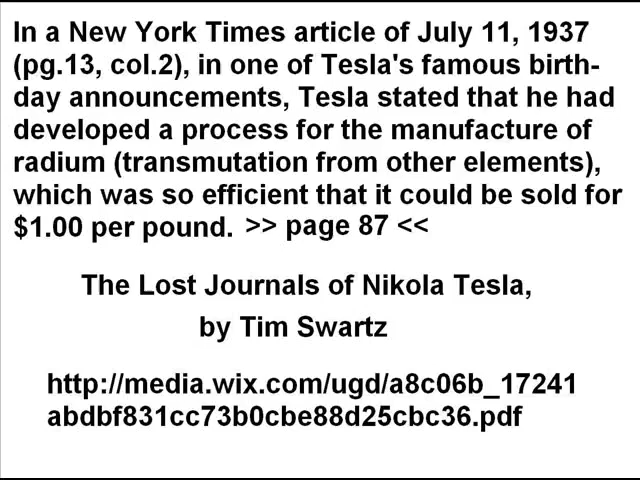 In a New York Times article of July 11, 1937
(pg.13, col.2), in one of Tesla's famous birth-
day announcements, Tesla stated that he had
developed a process for the manufacture of
radium (transmutation from other elements),
which was so efficient that it could be sold for
$1.00 per pound. >> page 87 <<
The Lost Journals of Nikola Tesla,
by Tim Swartz
http://media.wix.com/ugd/a8c06b_17241
abdbf831cc73b0cbe88d25cbc36.pdf